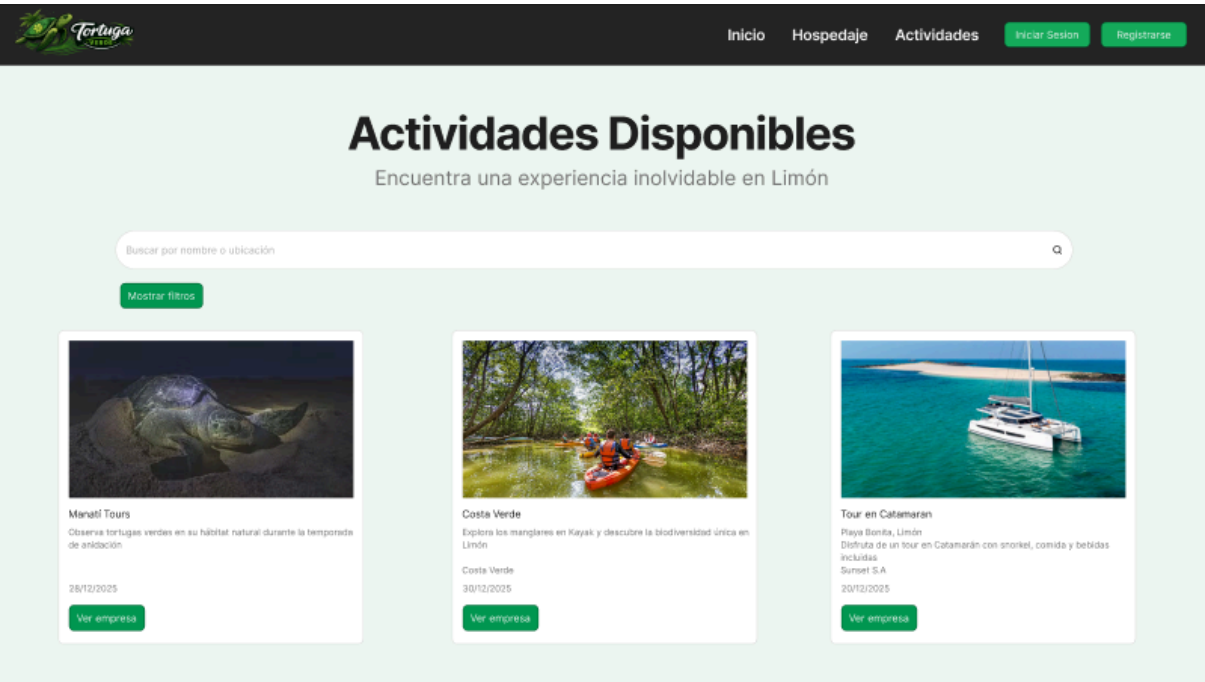 Tortuga
VERDE
Inicio
Hospedaje
Actividades
Iniciar Sesion
Registrarse
Actividades Disponibles
Encuentra una experiencia inolvidable en Limón
Buscar por nombre o ubicación
Mostrar filtros
Manatí Tours
Observa tortugas verdes en su hábitat natural durante la temporada
de anidación
28/12/2025
Ver empresa
Costa Verde
Explora los manglares en Kayak y descubre la biodiversidad única en
Limón
Costa Verde
30/12/2025
Ver empresa
Tour en Catamaran
Playa Bonita, Limón
Disfruta de un tour en Catamarán con snorkel, comida y bebidas
incluidas
Sunset S.A
20/12/2025
Ver empresa